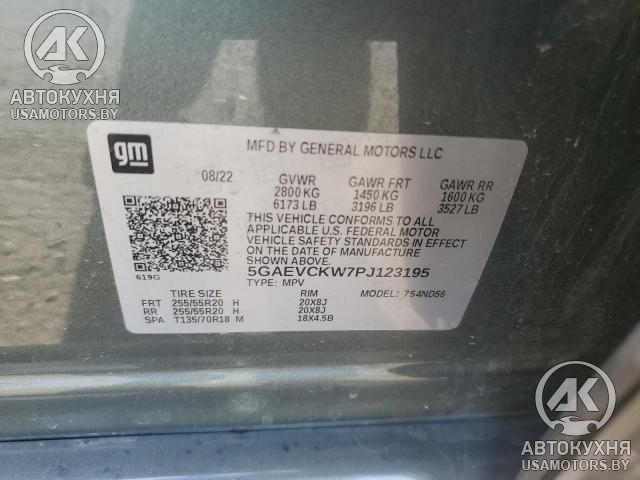 AK
АВТОКУХНЯ
USAMOTORS.BY
gm
MFD BY GENERAL MOTORS LLC
08/22 GVWR GAWR FRT GAWR RR
2800 KG 1450 KG 1600 KG
6173 LB 3196 LB 3527 LB
THIS VEHICLE CONFORMS TO ALL
APPLICABLE U.S. FEDERAL MOTOR
VEHICLE SAFETY STANDARDS IN EFFECT
ON THE DATE OF MANUFACTURE
SHOWN ABOVE.
619G
5GAEVCKW7PJ123195
TYPE: MPV MODEL: 754ND56
TIRE SIZE RIM
FRT 255/55R20 H 20X8J
RR 255/55R20 H 20X8J
SPA T135/70R18 M 18X4.5B
AK
АВТОКУХНЯ
USAMOTORS.BY